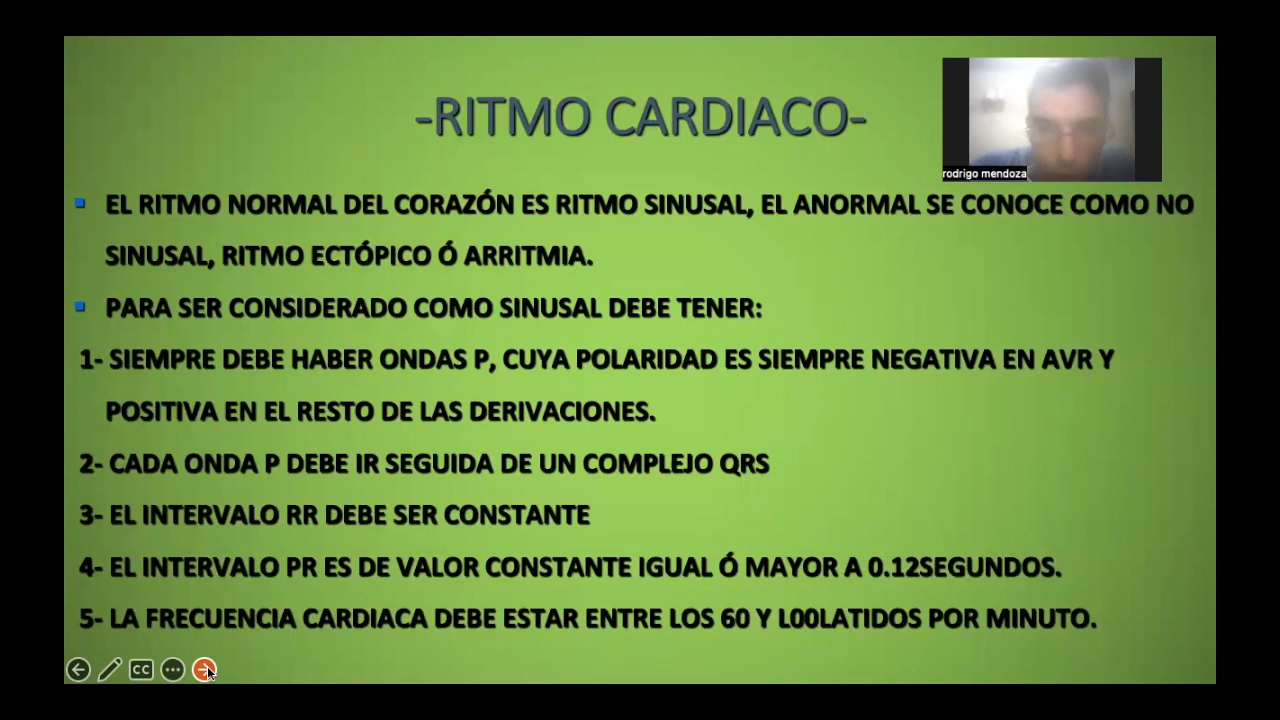 -RITMO CARDIACO-
rodrigo mendoza
EL RITMO NORMAL DEL CORAZÓN ES RITMO SINUSAL, EL ANORMAL SE CONOCE COMO NO
SINUSAL, RITMO ECTÓPICO Ó ARRITMIA.
PARA SER CONSIDERADO COMO SINUSAL DEBE TENER:
1- SIEMPRE DEBE HABER ONDAS P, CUYA POLARIDAD ES SIEMPRE NEGATIVA EN AVR Y
POSITIVA EN EL RESTO DE LAS DERIVACIONES.
2- CADA ONDA P DEBE IR SEGUIDA DE UN COMPLEJO QRS
3- EL INTERVALO RR DEBE SER CONSTANTE
4- EL INTERVALO PR ES DE VALOR CONSTANTE IGUAL Ó MAYOR A 0.12SEGUNDOS.
5- LA FRECUENCIA CARDIACA DEBE ESTAR ENTRE LOS 60 Y L00LATIDOS POR MINUTO.
CC